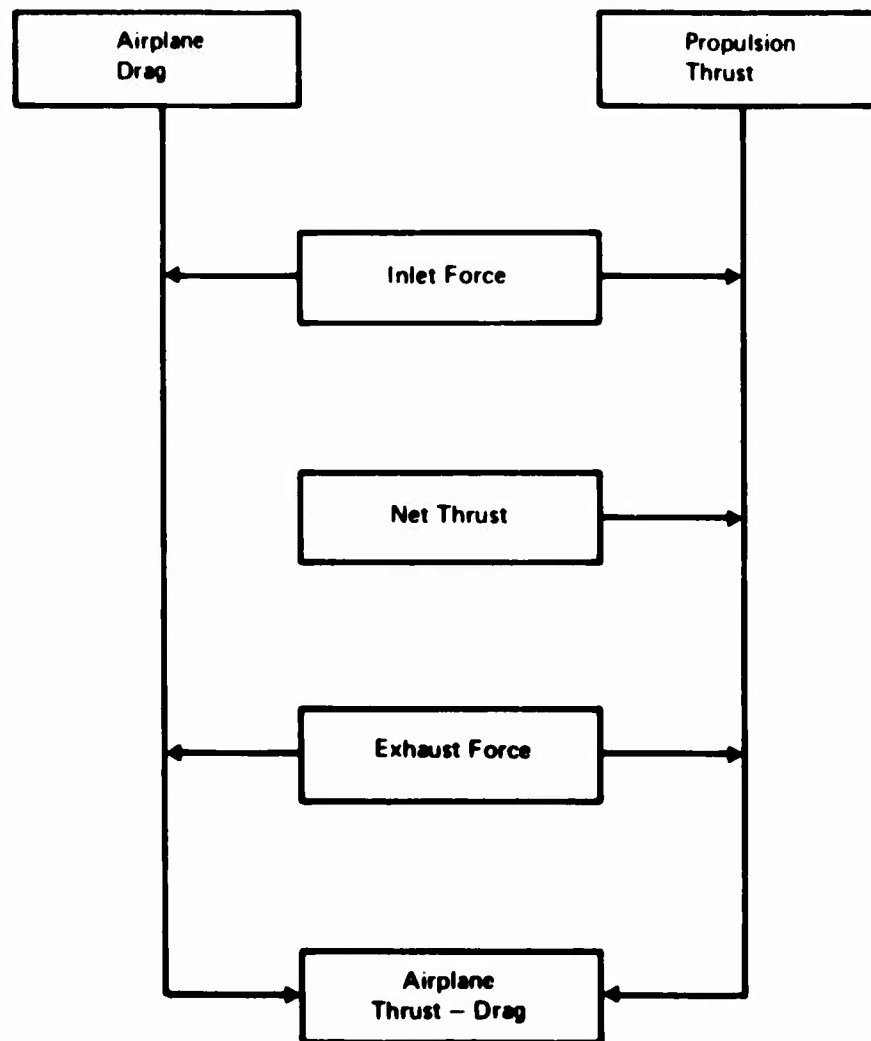 Airplane
Drag
Propulsion
Thrust
Inlet Force
Net Thrust
Exhaust Force
Airplane
Thrust – Drag